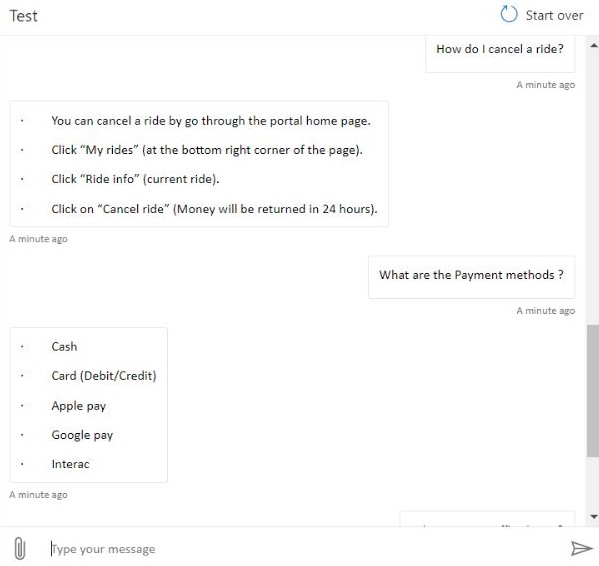 Test
Start over
How do I cancel a ride?
A minute ago
· You can cancel a ride by go through the portal home page.
· Click “My rides” (at the bottom right corner of the page).
· Click “Ride info” (current ride).
· Click on “Cancel ride” (Money will be returned in 24 hours).
A minute ago
What are the Payment methods ?
A minute ago
· Cash
· Card (Debit/Credit)
· Apple pay
· Google pay
· Interac
A minute ago
Type your message